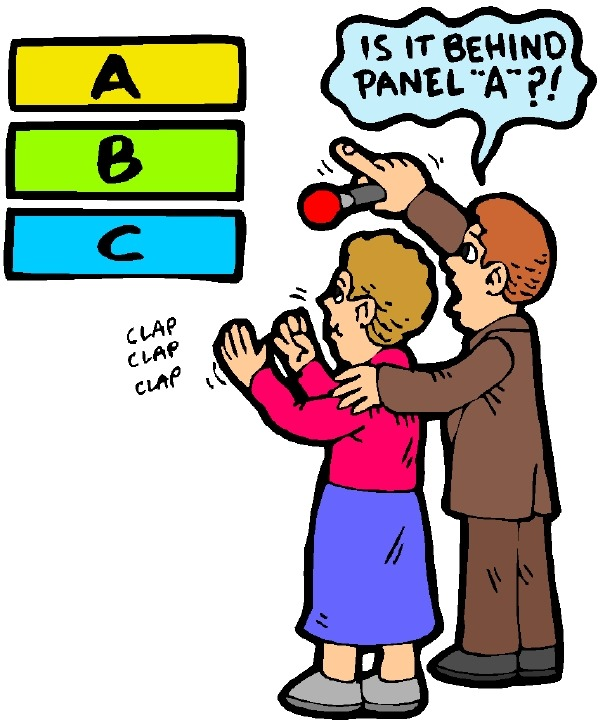 A
B
C
IS IT BEHIND
PANEL "A"?!
CLAP
CLAP
CLAP